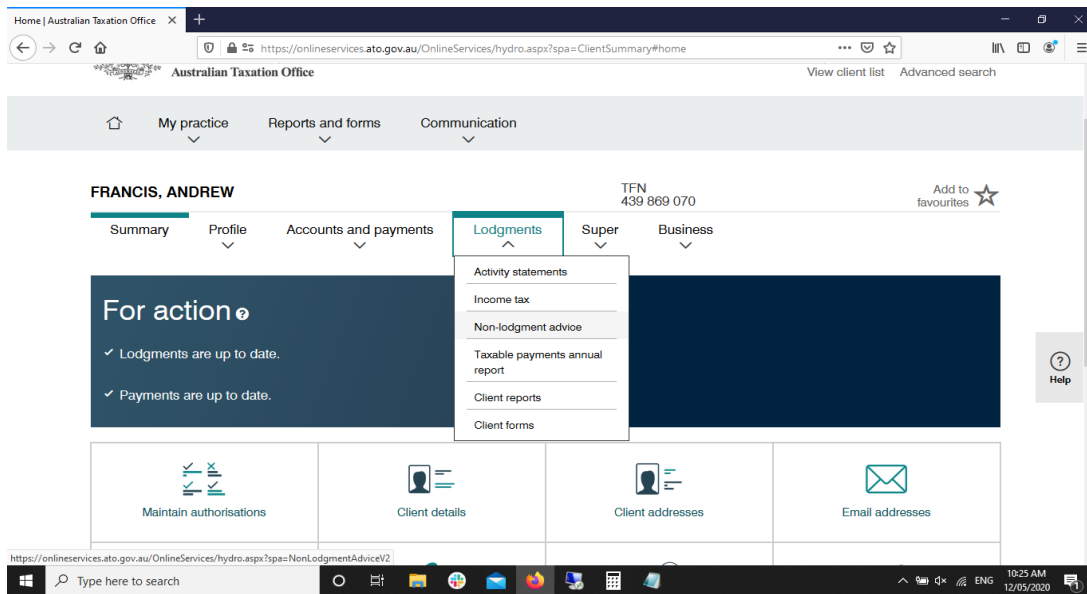 Home | Australian Taxation Office
https://onlineservices.ato.gov.au/OnlineServices/hydro.aspx?spa=ClientSummary#home
Australian Taxation Office
View client list Advanced search
My practice Reports and forms Communication
FRANCIS, ANDREW
TFN
439 869 070
Add to
favourites
Summary Profile Accounts and payments Lodgments Super Business
Activity statements
Income tax
Non-lodgment advice
Taxable payments annual
report
Client reports
Client forms
For action
Lodgments are up to date.
Payments are up to date.
Help
Maintain authorisations Client details Client addresses Email addresses
https://onlineservices.ato.gov.au/OnlineServices/hydro.aspx?spa=NonLodgmentAdviceV2
Type here to search
ENG
10:25 AM
12/05/2020
1